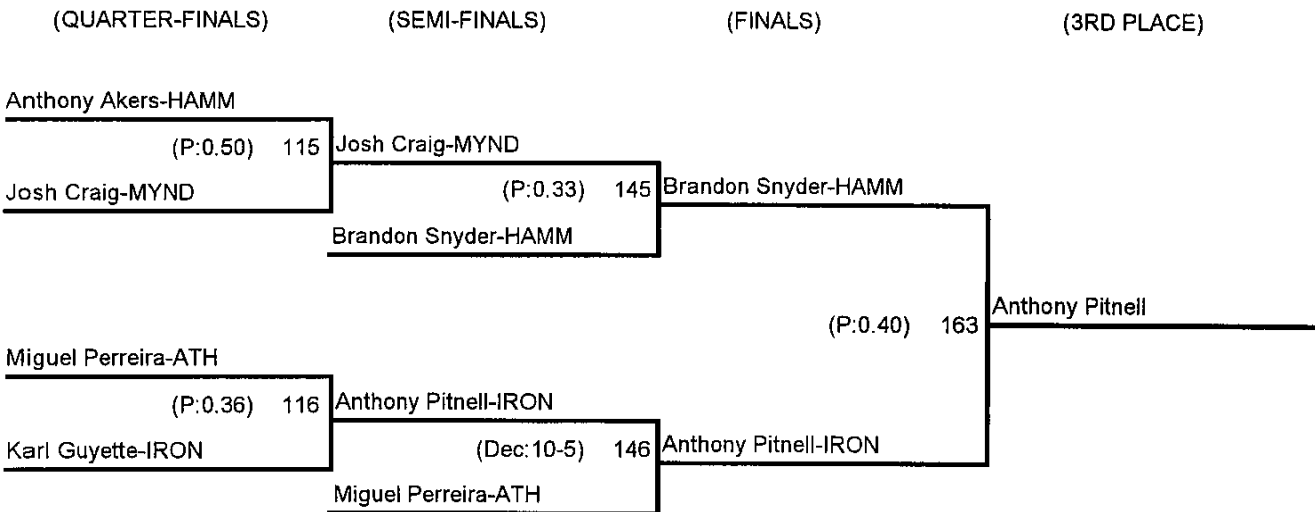 (QUARTER-FINALS) (SEMI-FINALS) (FINALS) (3RD PLACE)
Anthony Akers-HAMM
(P:0.50) 115 Josh Craig-MYND
Josh Craig-MYND
(P:0.33) 145 Brandon Snyder-HAMM
Brandon Snyder-HAMM
(P:0.40) 163 Anthony Pitnell
Miguel Perreira-ATH
(P:0.36) 116 Anthony Pitnell-IRON
Karl Guyette-IRON
(Dec:10-5) 146 Anthony Pitnell-IRON
Miguel Perreira-ATH